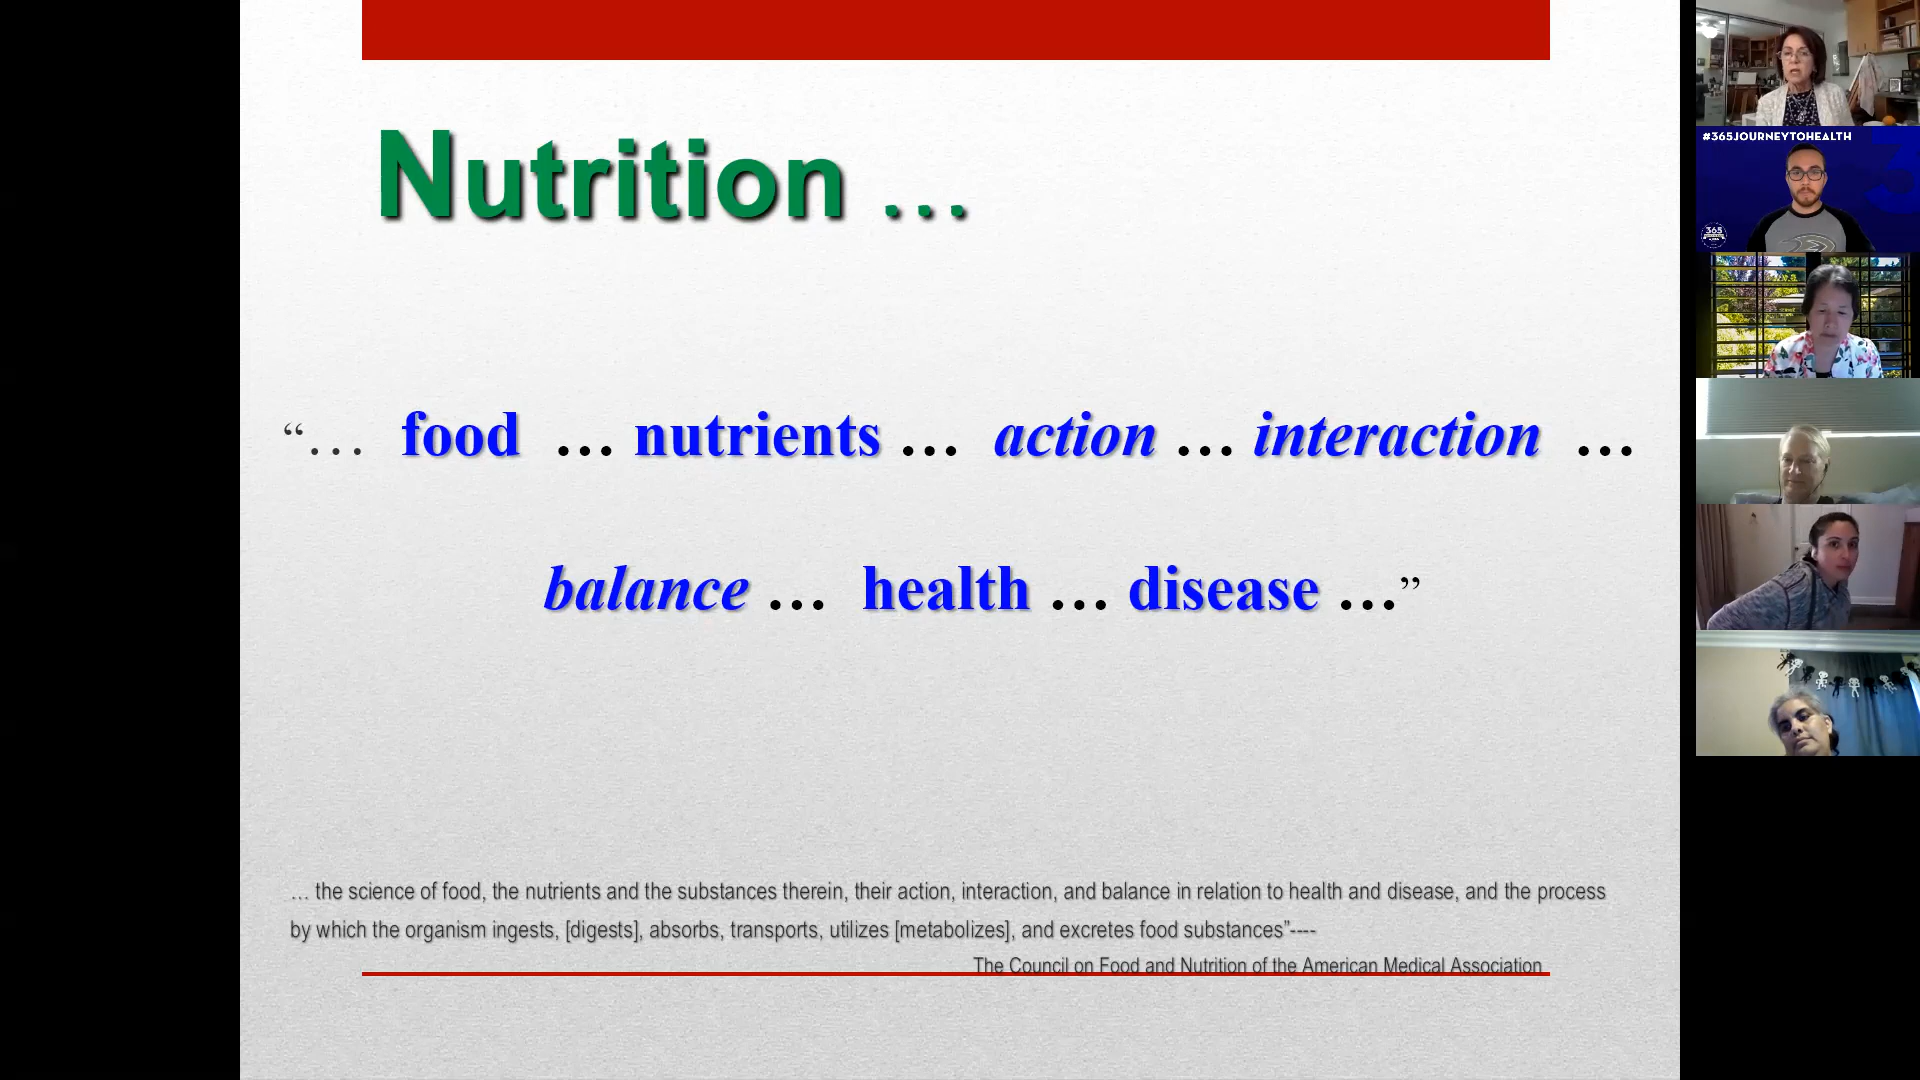 Nutrition ...
“... food ... nutrients ... action ... interaction ...
balance ... health ... disease ...”
... the science of food, the nutrients and the substances therein, their action, interaction, and balance in relation to health and disease, and the process
by which the organism ingests, [digests], absorbs, transports, utilizes [metabolizes], and excretes food substances”----
The Council on Food and Nutrition of the American Medical Association
#365JOURNEYTOHEALTH
365